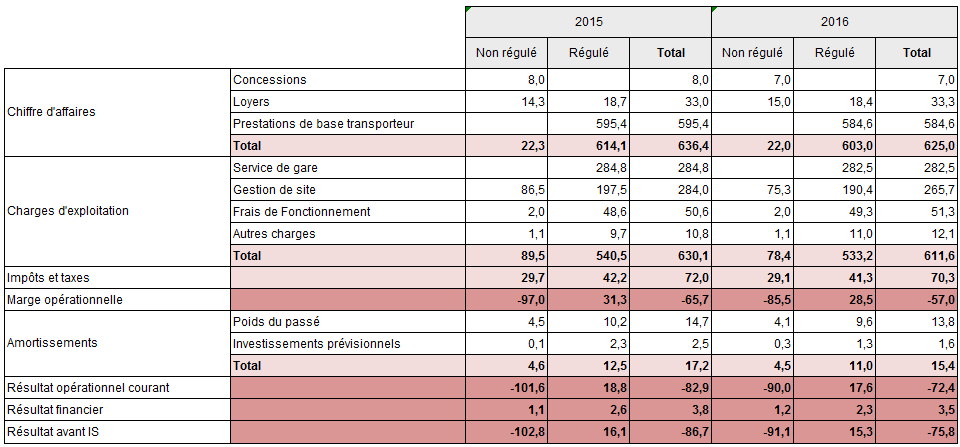 2015 2016
Non régulé Régulé Total Non régulé Régulé Total
Chiffre d'affaires
Concessions 8,0 8,0 7,0 7,0
Loyers 14,3 18,7 33,0 15,0 18,4 33,3
Prestations de base transporteur 595,4 595,4 584,6 584,6
Total 22,3 614,1 636,4 22,0 603,0 625,0
Charges d'exploitation
Service de gare 284,8 284,8 282,5 282,5
Gestion de site 86,5 197,5 284,0 75,3 190,4 265,7
Frais de Fonctionnement 2,0 48,6 50,6 2,0 49,3 51,3
Autres charges 1,1 9,7 10,8 1,1 11,0 12,1
Total 89,5 540,5 630,1 78,4 533,2 611,6
Impôts et taxes 29,7 42,2 72,0 29,1 41,3 70,3
Marge opérationnelle -97,0 31,3 -65,7 -85,5 28,5 -57,0
Amortissements
Poids du passé 4,5 10,2 14,7 4,1 9,6 13,8
Investissements prévisionnels 0,1 2,3 2,5 0,3 1,3 1,6
Total 4,6 12,5 17,2 4,5 11,0 15,4
Résultat opérationnel courant -101,6 18,8 -82,9 -90,0 17,6 -72,4
Résultat financier 1,1 2,6 3,8 1,2 2,3 3,5
Résultat avant IS -102,8 16,1 -86,7 -91,1 15,3 -75,8